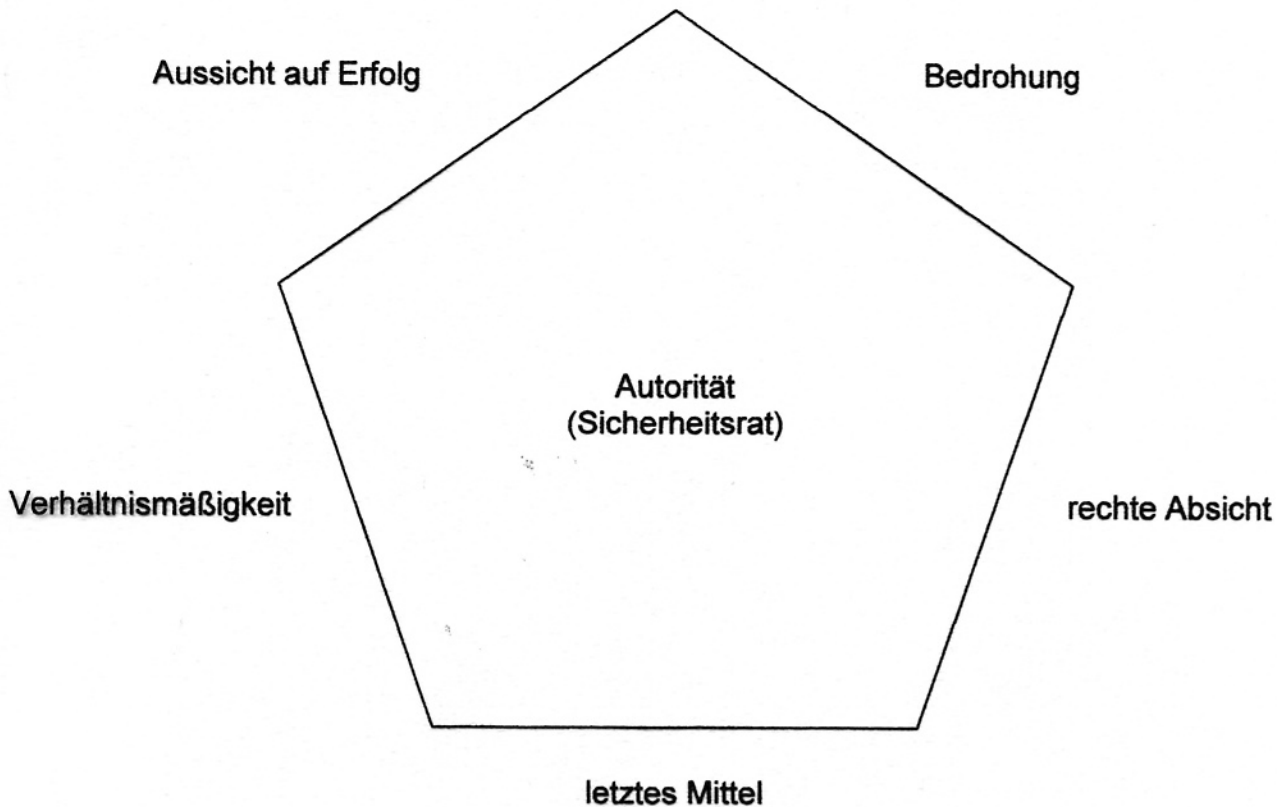 Aussicht auf Erfolg
Bedrohung
Autorität
(Sicherheitsrat)
Verhältnismäßigkeit
rechte Absicht
letztes Mittel